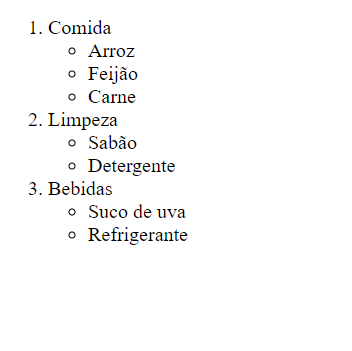 1. Comida
○ Arroz
○ Feijão
○ Carne
2. Limpeza
○ Sabão
○ Detergente
3. Bebidas
○ Suco de uva
○ Refrigerante